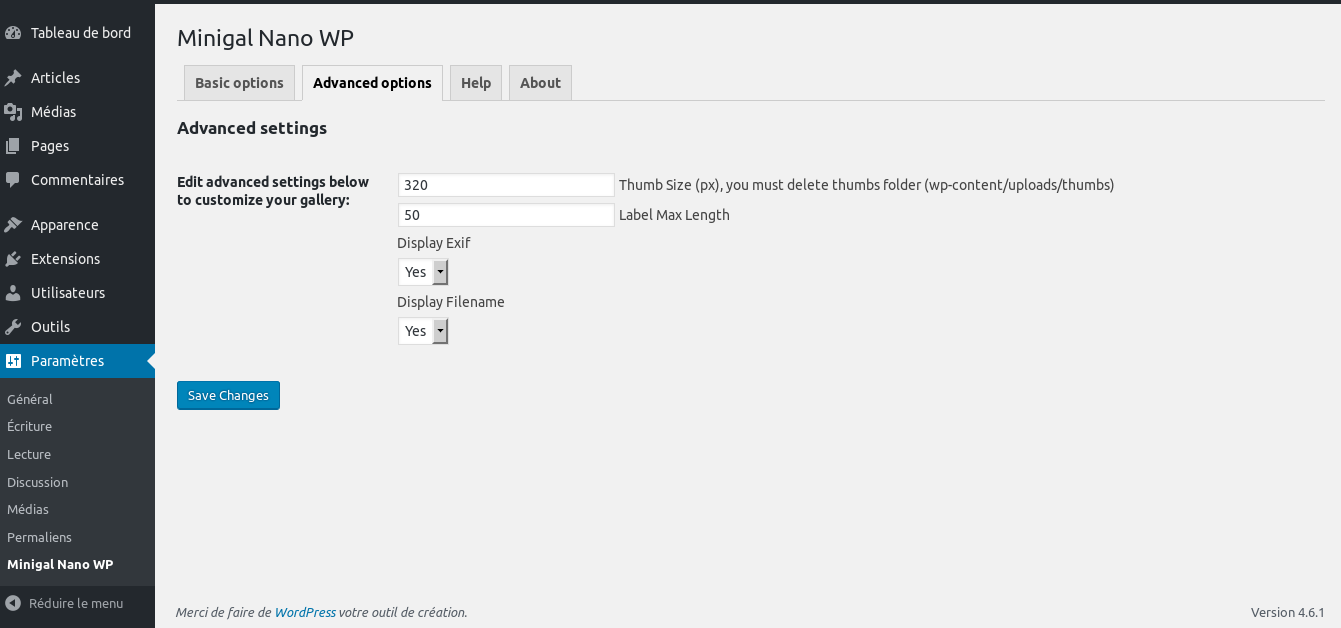 Tableau de bord
Articles
Médias
Pages
Commentaires
Apparence
Extensions
Utilisateurs
Outils
Paramètres
Général
Écriture
Lecture
Discussion
Médias
Permaliens
Minigal Nano WP
Réduire le menu
Minigal Nano WP
Basic options
Advanced options
Help
About
Advanced settings
Edit advanced settings below
to customize your gallery:
320 Thumb Size (px), you must delete thumbs folder (wp-content/uploads/thumbs)
50 Label Max Length
Display Exif
Yes
Display Filename
Yes
Save Changes
Merci de faire de WordPress votre outil de création.
Version 4.6.1